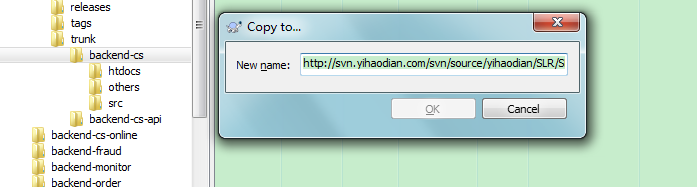 releases
tags
trunk
backend-cs
htdocs
others
src
backend-cs-api
backend-cs-online
backend-fraud
backend-monitor
backend-order
Copy to...
New name: http://svn.yihaodian.com/svn/source/yihaodian/SLR/S
OK Cancel